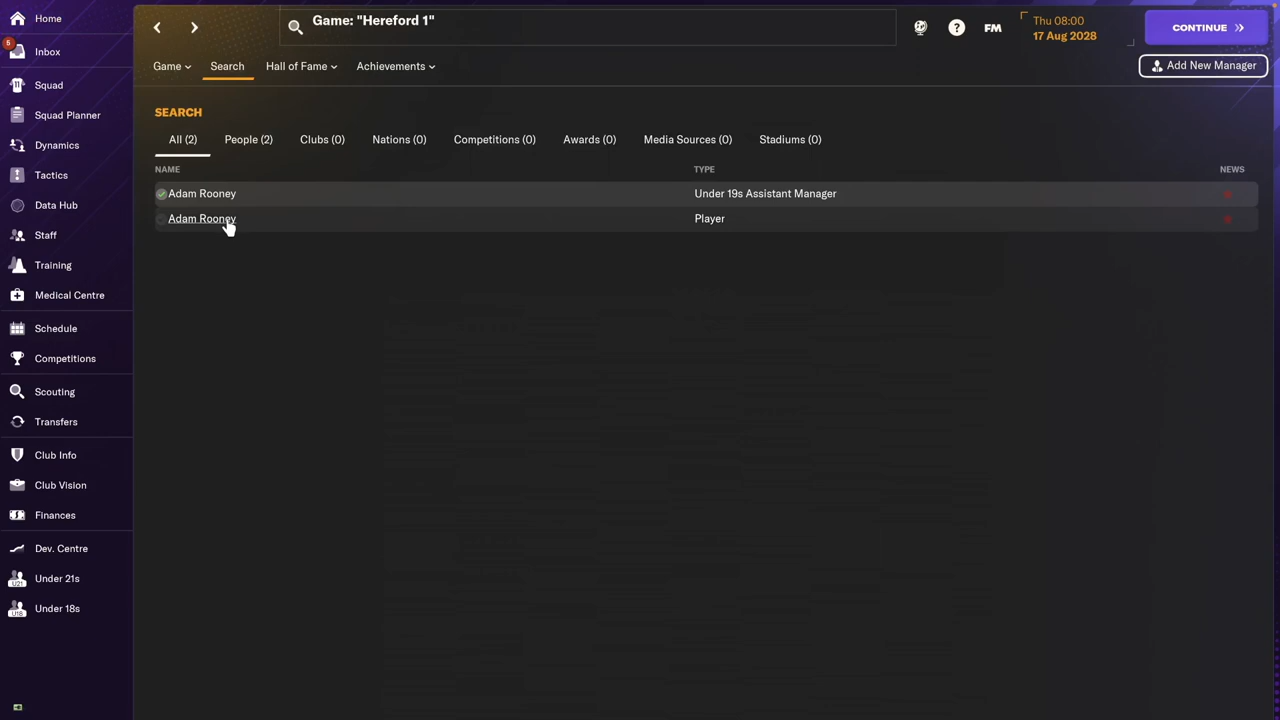 Home
5
Inbox
Squad
Squad Planner
Dynamics
Tactics
Data Hub
Staff
Training
Medical Centre
Schedule
Competitions
Scouting
Transfers
Club Info
Club Vision
Finances
Dev. Centre
U21 Under 21s
U18 Under 18s
Game: "Hereford 1"
? FM
Thu 08:00
17 Aug 2028
CONTINUE
Game Search Hall of Fame Achievements
Add New Manager
SEARCH
All (2) People (2) Clubs (0) Nations (0) Competitions (0) Awards (0) Media Sources (0) Stadiums (0)
NAME TYPE NEWS
Adam Rooney Under 19s Assistant Manager
Adam Rooney Player